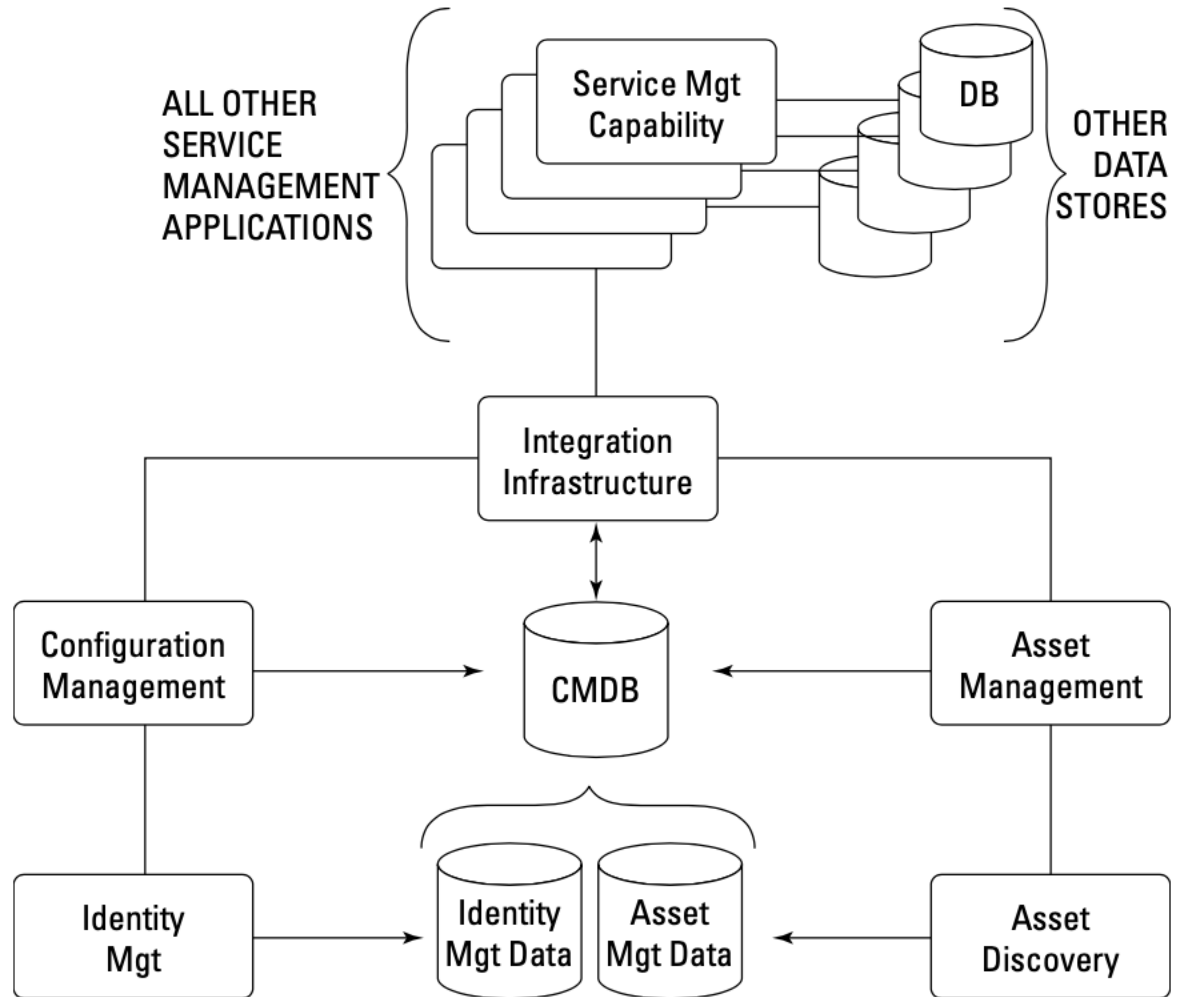 ALL OTHER
SERVICE
MANAGEMENT
APPLICATIONS
Service Mgt
Capability
DB
OTHER
DATA
STORES
Integration
Infrastructure
Configuration
Management
CMDB
Asset
Management
Identity
Mgt
Identity
Mgt Data
Asset
Mgt Data
Asset
Discovery